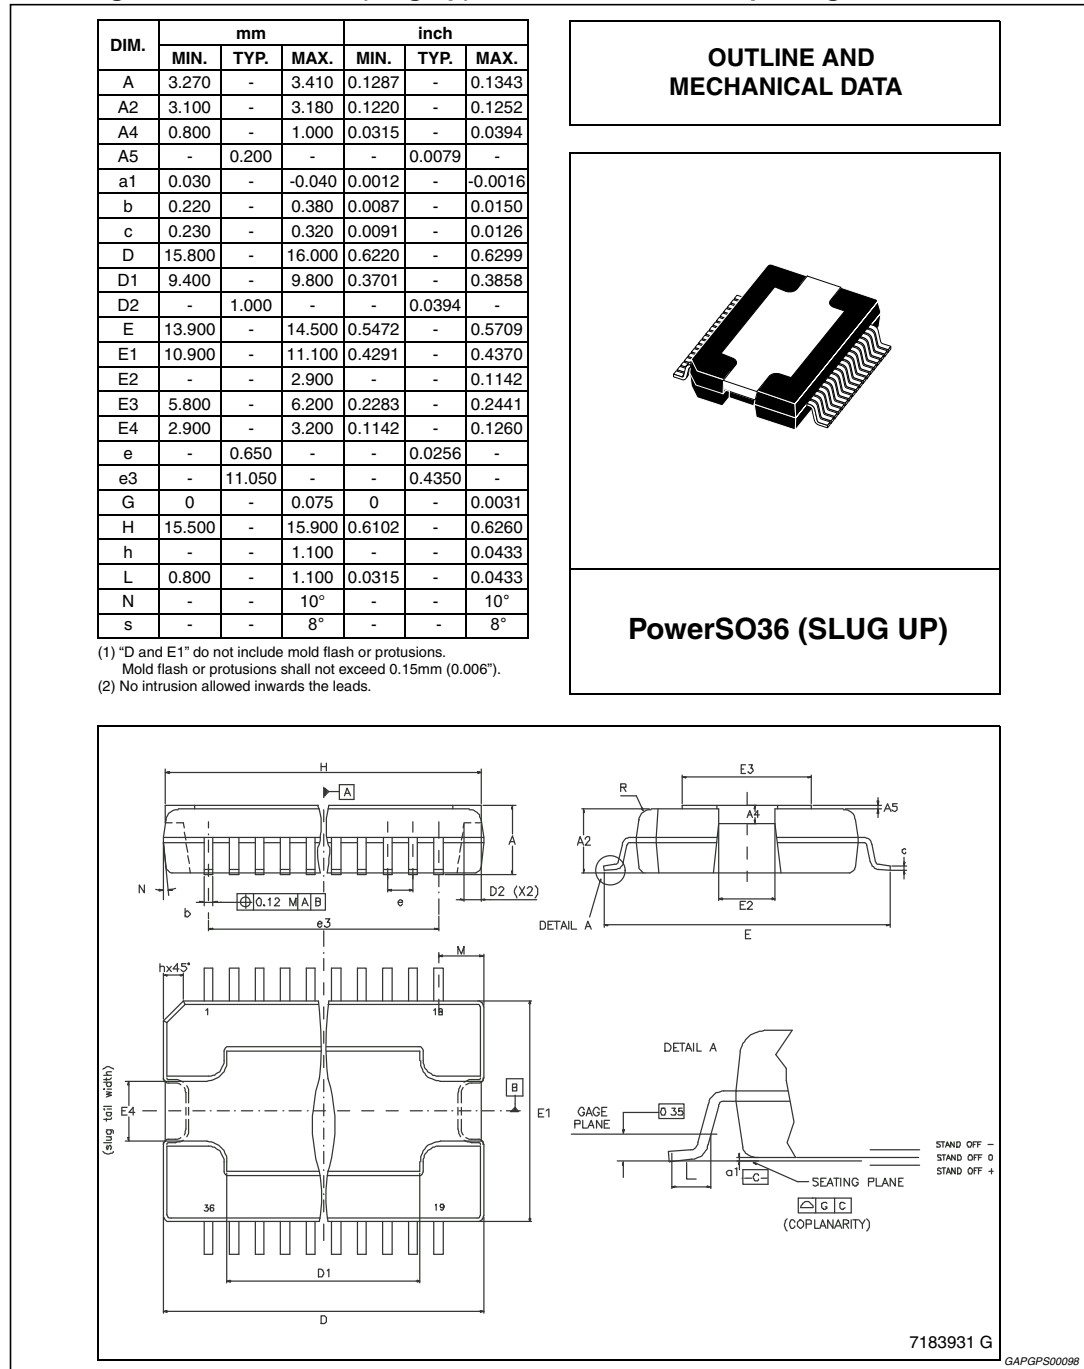 DIM. mm inch
MIN. TYP. MAX. MIN. TYP. MAX.
A 3.270 - 3.410 0.1287 - 0.1343
A2 3.100 - 3.180 0.1220 - 0.1252
A4 0.800 - 1.000 0.0315 - 0.0394
A5 - 0.200 - - 0.0079 -
a1 0.030 - -0.040 0.0012 - -0.0016
b 0.220 - 0.380 0.0087 - 0.0150
c 0.230 - 0.320 0.0091 - 0.0126
D 15.800 - 16.000 0.6220 - 0.6299
D1 9.400 - 9.800 0.3701 - 0.3858
D2 - 1.000 - - 0.0394 -
E 13.900 - 14.500 0.5472 - 0.5709
E1 10.900 - 11.100 0.4291 - 0.4370
E2 - - 2.900 - - 0.1142
E3 5.800 - 6.200 0.2283 - 0.2441
E4 2.900 - 3.200 0.1142 - 0.1260
e - 0.650 - - 0.0256 -
e3 - 11.050 - - 0.4350 -
G 0 - 0.075 0 - 0.0031
H 15.500 - 15.900 0.6102 - 0.6260
h - - 1.100 - - 0.0433
L 0.800 - 1.100 0.0315 - 0.0433
N - - 10° - - 10°
s - - 8° - - 8°
(1) “D and E1” do not include mold flash or protusions.
Mold flash or protusions shall not exceed 0.15mm (0.006”).
(2) No intrusion allowed inwards the leads.
OUTLINE AND
MECHANICAL DATA
PowerSO36 (SLUG UP)
H
A
A
N
b
0.12 M A B
e
e3
D2 (X2)
E3
R
A4
A5
A2
c
E2
DETAIL A
E
hx45°
M
1
18
B
E4
(slug tail width)
E1
36
19
D1
D
DETAIL A
GAGE
PLANE
0.35
L
a1
-C-
SEATING PLANE
G C
(COPLANARITY)
STAND OFF -
STAND OFF 0
STAND OFF +
7183931 G
GAPGPS00098